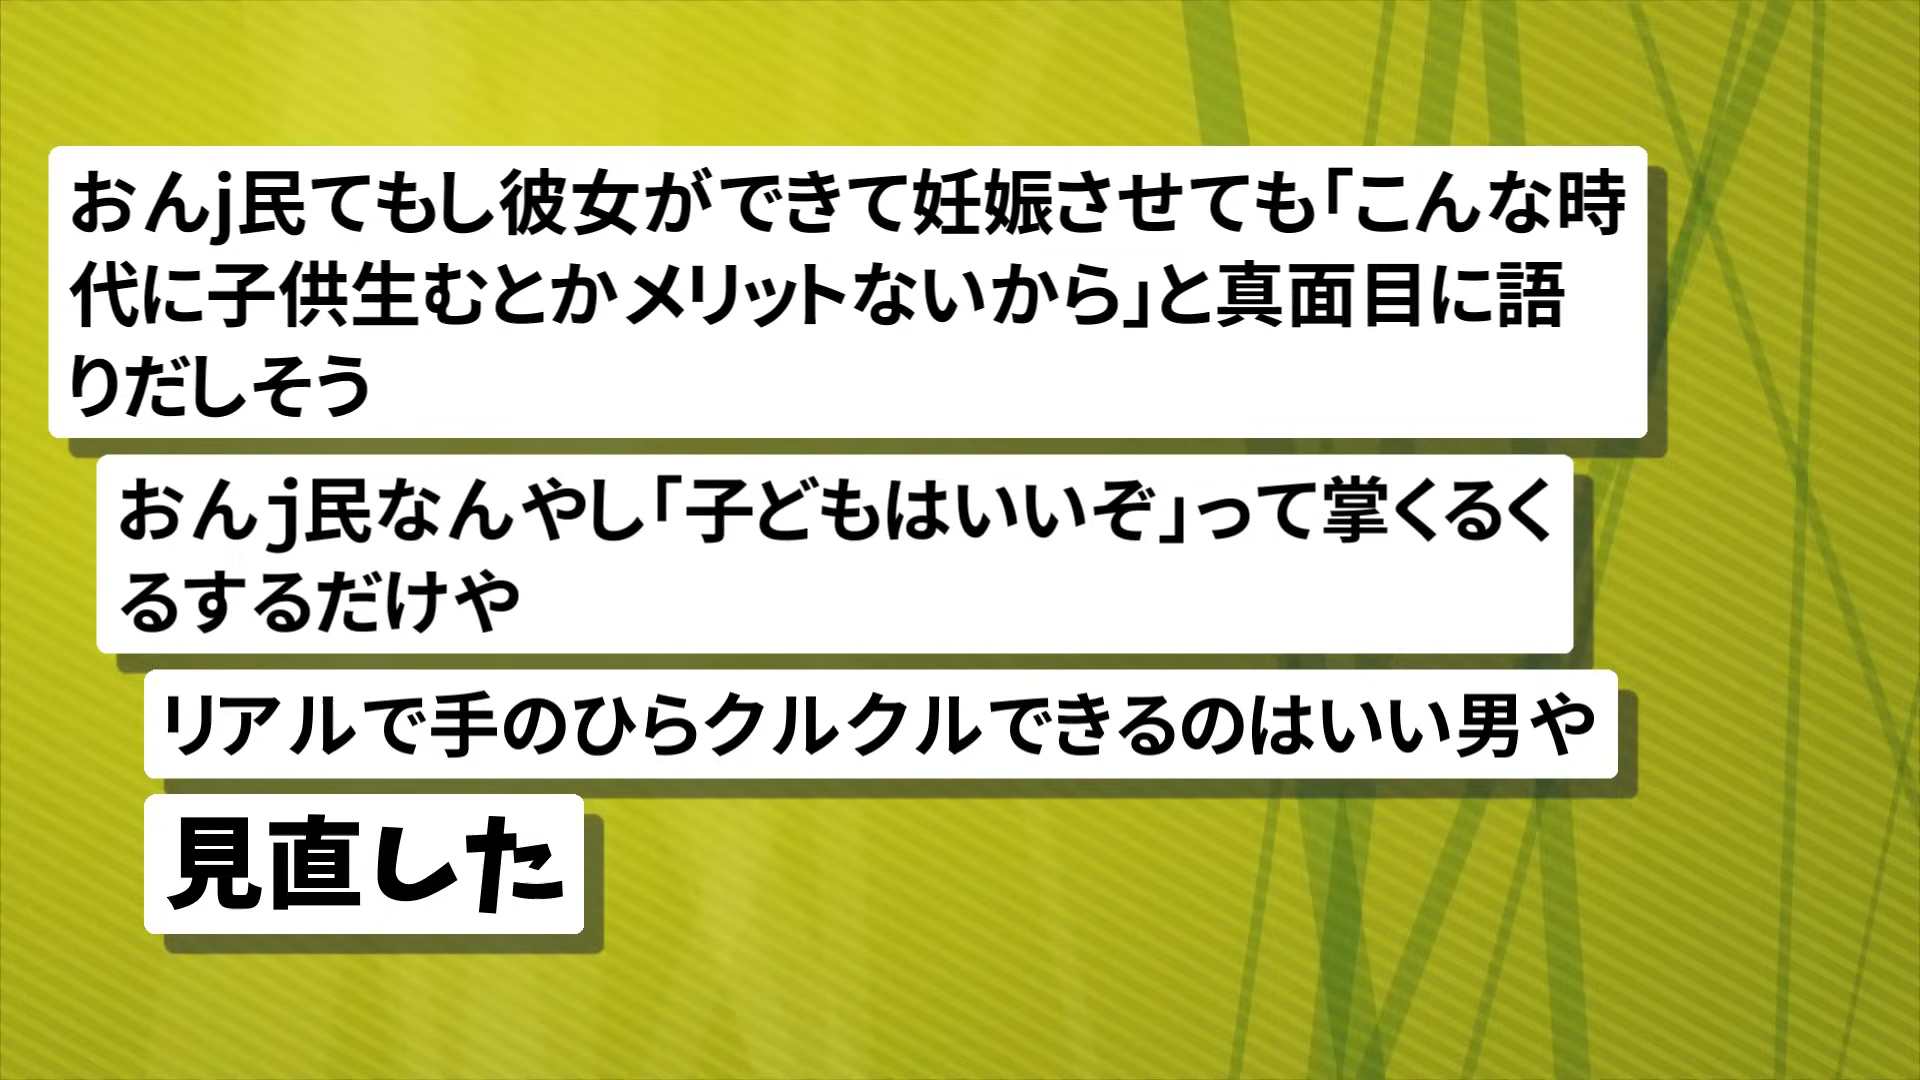 おんj民てもし彼女ができて妊娠させても「こんな時
代に子供生むとかメリットないから」と真面目に語
りだしそう
おんj民なんやし「子どもはいいぞ」って掌くるく
るするだけや
リアルで手のひらクルクルできるのはいい男や
見直した